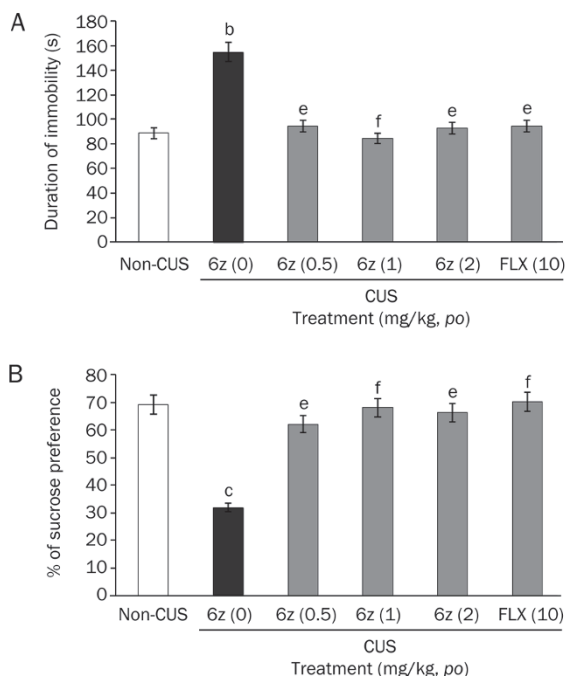 A
Duration of immobility (s)
180
160
140
120
100
80
60
40
20
0
b
e
f
e
e
Non-CUS 6z (0) 6z (0.5) 6z (1) 6z (2) FLX (10)
CUS
Treatment (mg/kg, po)
B
% of sucrose preference
80
70
60
50
40
30
20
10
0
c
e
f
e
f
Non-CUS 6z (0) 6z (0.5) 6z (1) 6z (2) FLX (10)
CUS
Treatment (mg/kg, po)